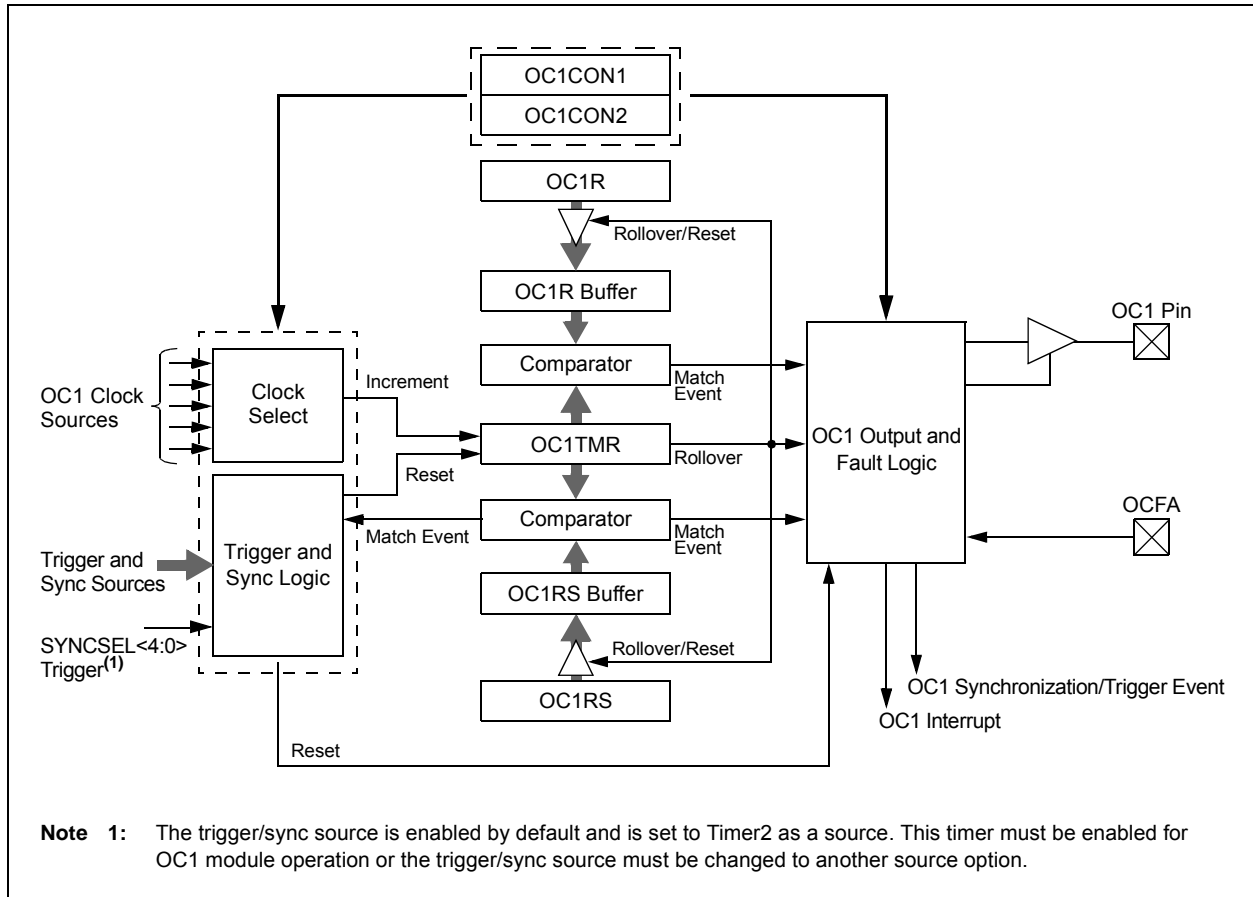 OC1CON1
OC1CON2
OC1R
Rollover/Reset
OC1R Buffer
OC1 Pin
Comparator
Match
Event
Increment
OC1 Clock
Sources
Clock
Select
OC1TMR
Rollover
OC1 Output and
Fault Logic
Reset
Comparator
Match Event
Match
Event
OCFA
Trigger and
Sync Sources
Trigger and
Sync Logic
OC1RS Buffer
SYNCSEL<4:0>
Trigger(1)
Rollover/Reset
OC1RS
OC1 Synchronization/Trigger Event
OC1 Interrupt
Reset
Note 1: The trigger/sync source is enabled by default and is set to Timer2 as a source. This timer must be enabled for
OC1 module operation or the trigger/sync source must be changed to another source option.